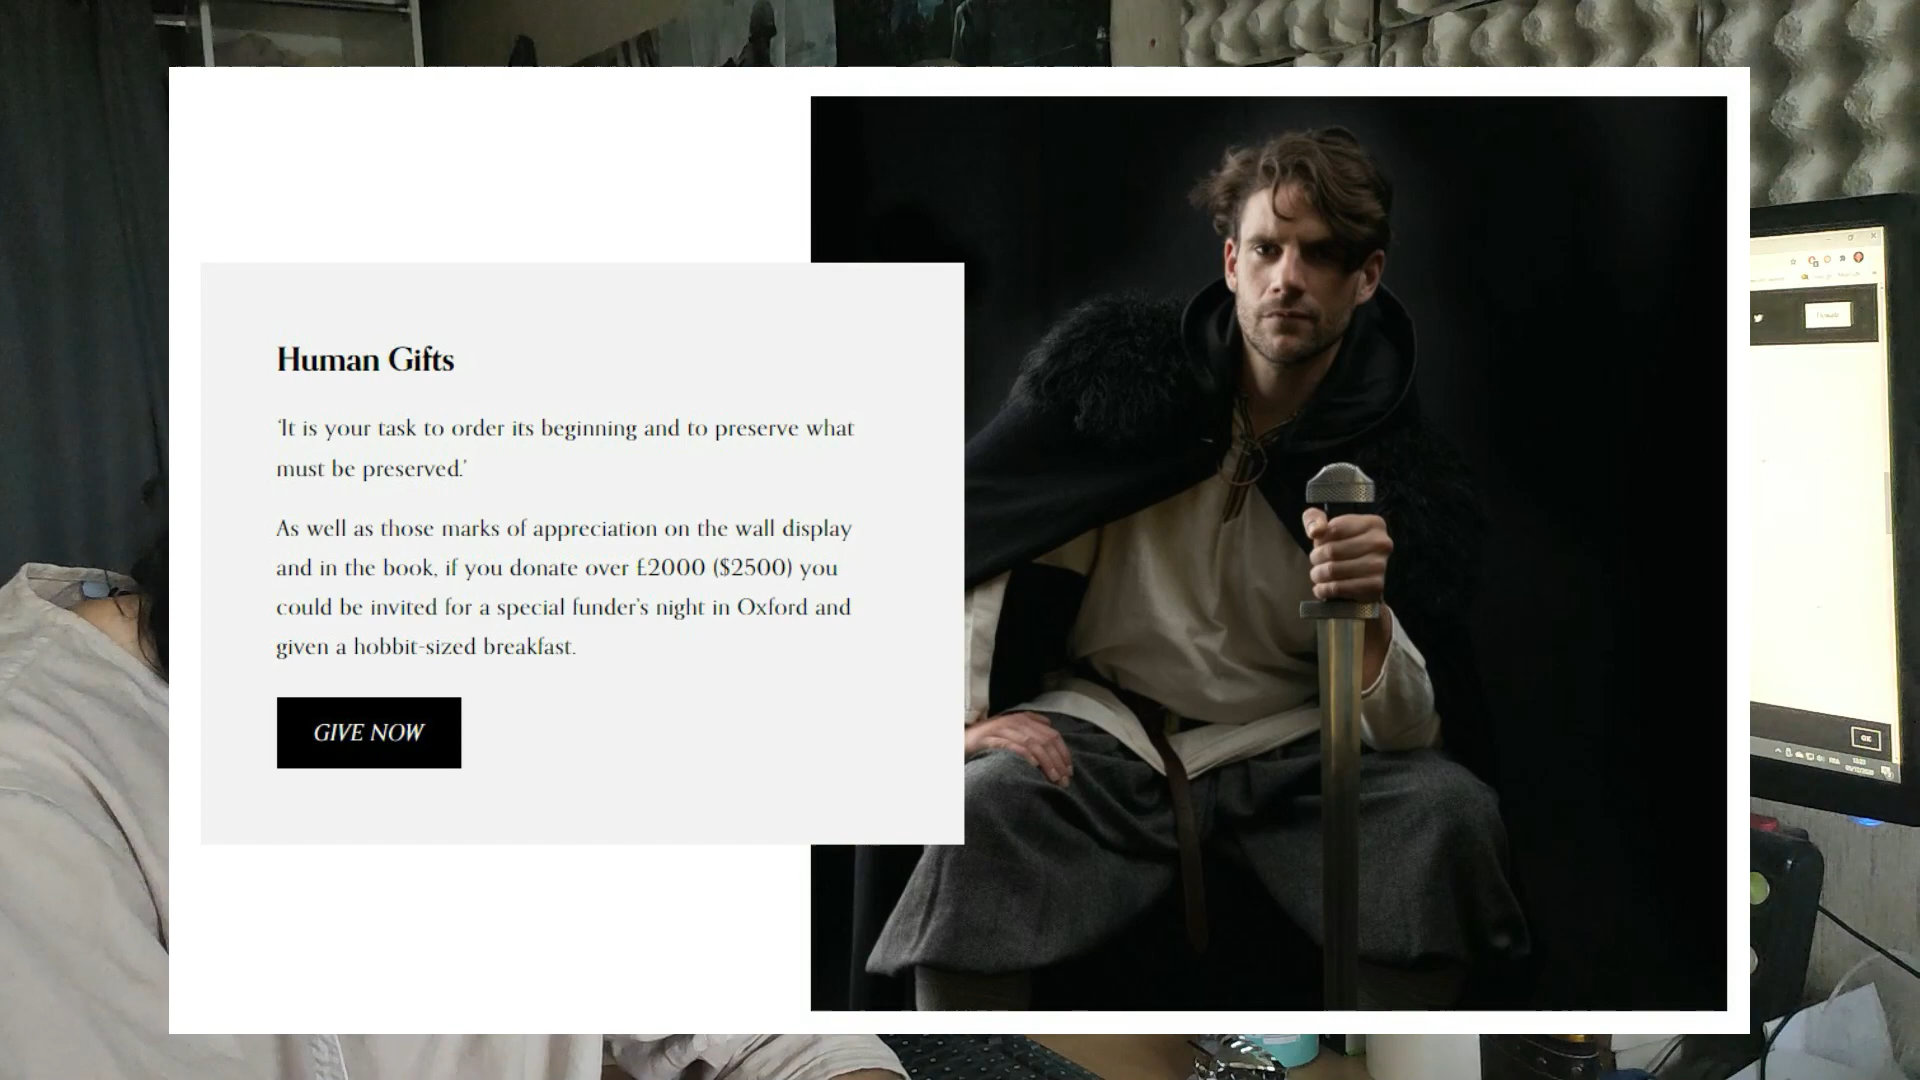 Human Gifts
'It is your task to order its beginning and to preserve what
must be preserved.'
As well as those marks of appreciation on the wall display
and in the book, if you donate over £2000 ($2500) you
could be invited for a special funder's night in Oxford and
given a hobbit-sized breakfast.
GIVE NOW
Donate